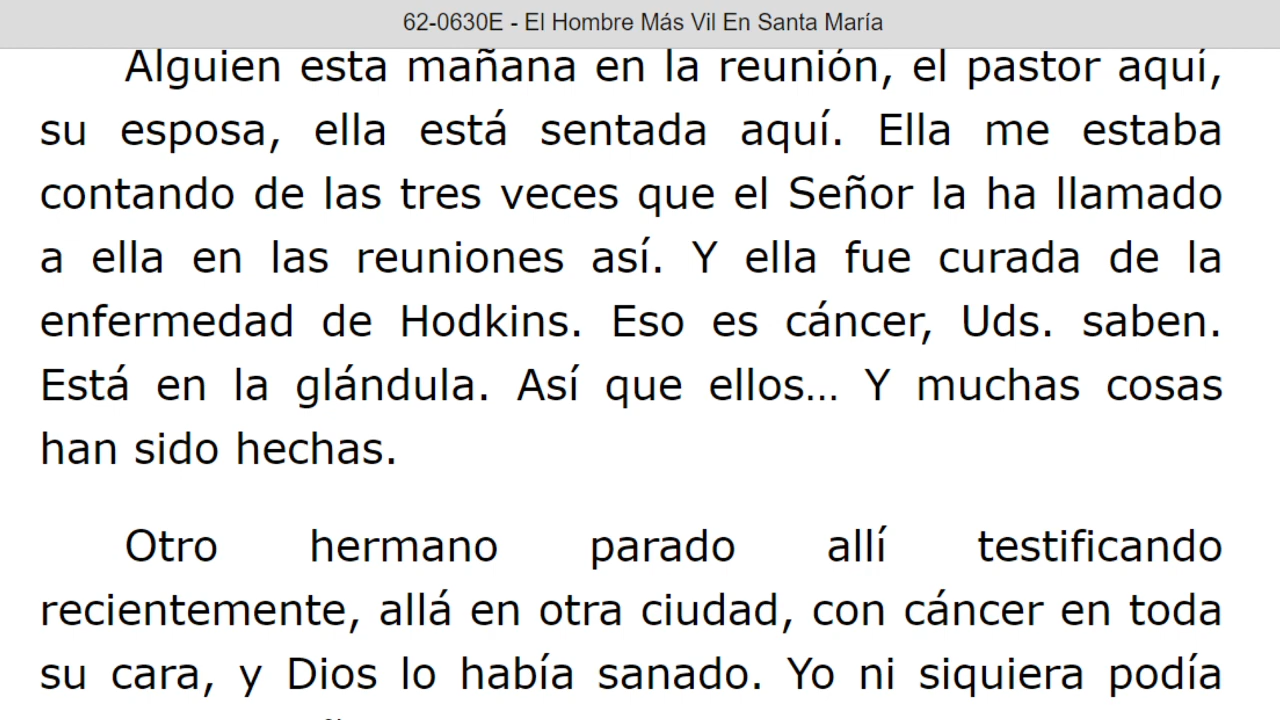 62-0630E - El Hombre Más Vil En Santa María
Alguien esta mañana en la reunión, el pastor aquí,
su esposa, ella está sentada aquí. Ella me estaba
contando de las tres veces que el Señor la ha llamado
a ella en las reuniones así. Y ella fue curada de la
enfermedad de Hodkins. Eso es cáncer, Uds. saben.
Está en la glándula. Así que ellos… Y muchas cosas
han sido hechas.
Otro hermano parado allí testificando
recientemente, allá en otra ciudad, con cáncer en toda
su cara, y Dios lo había sanado. Yo ni siquiera podía